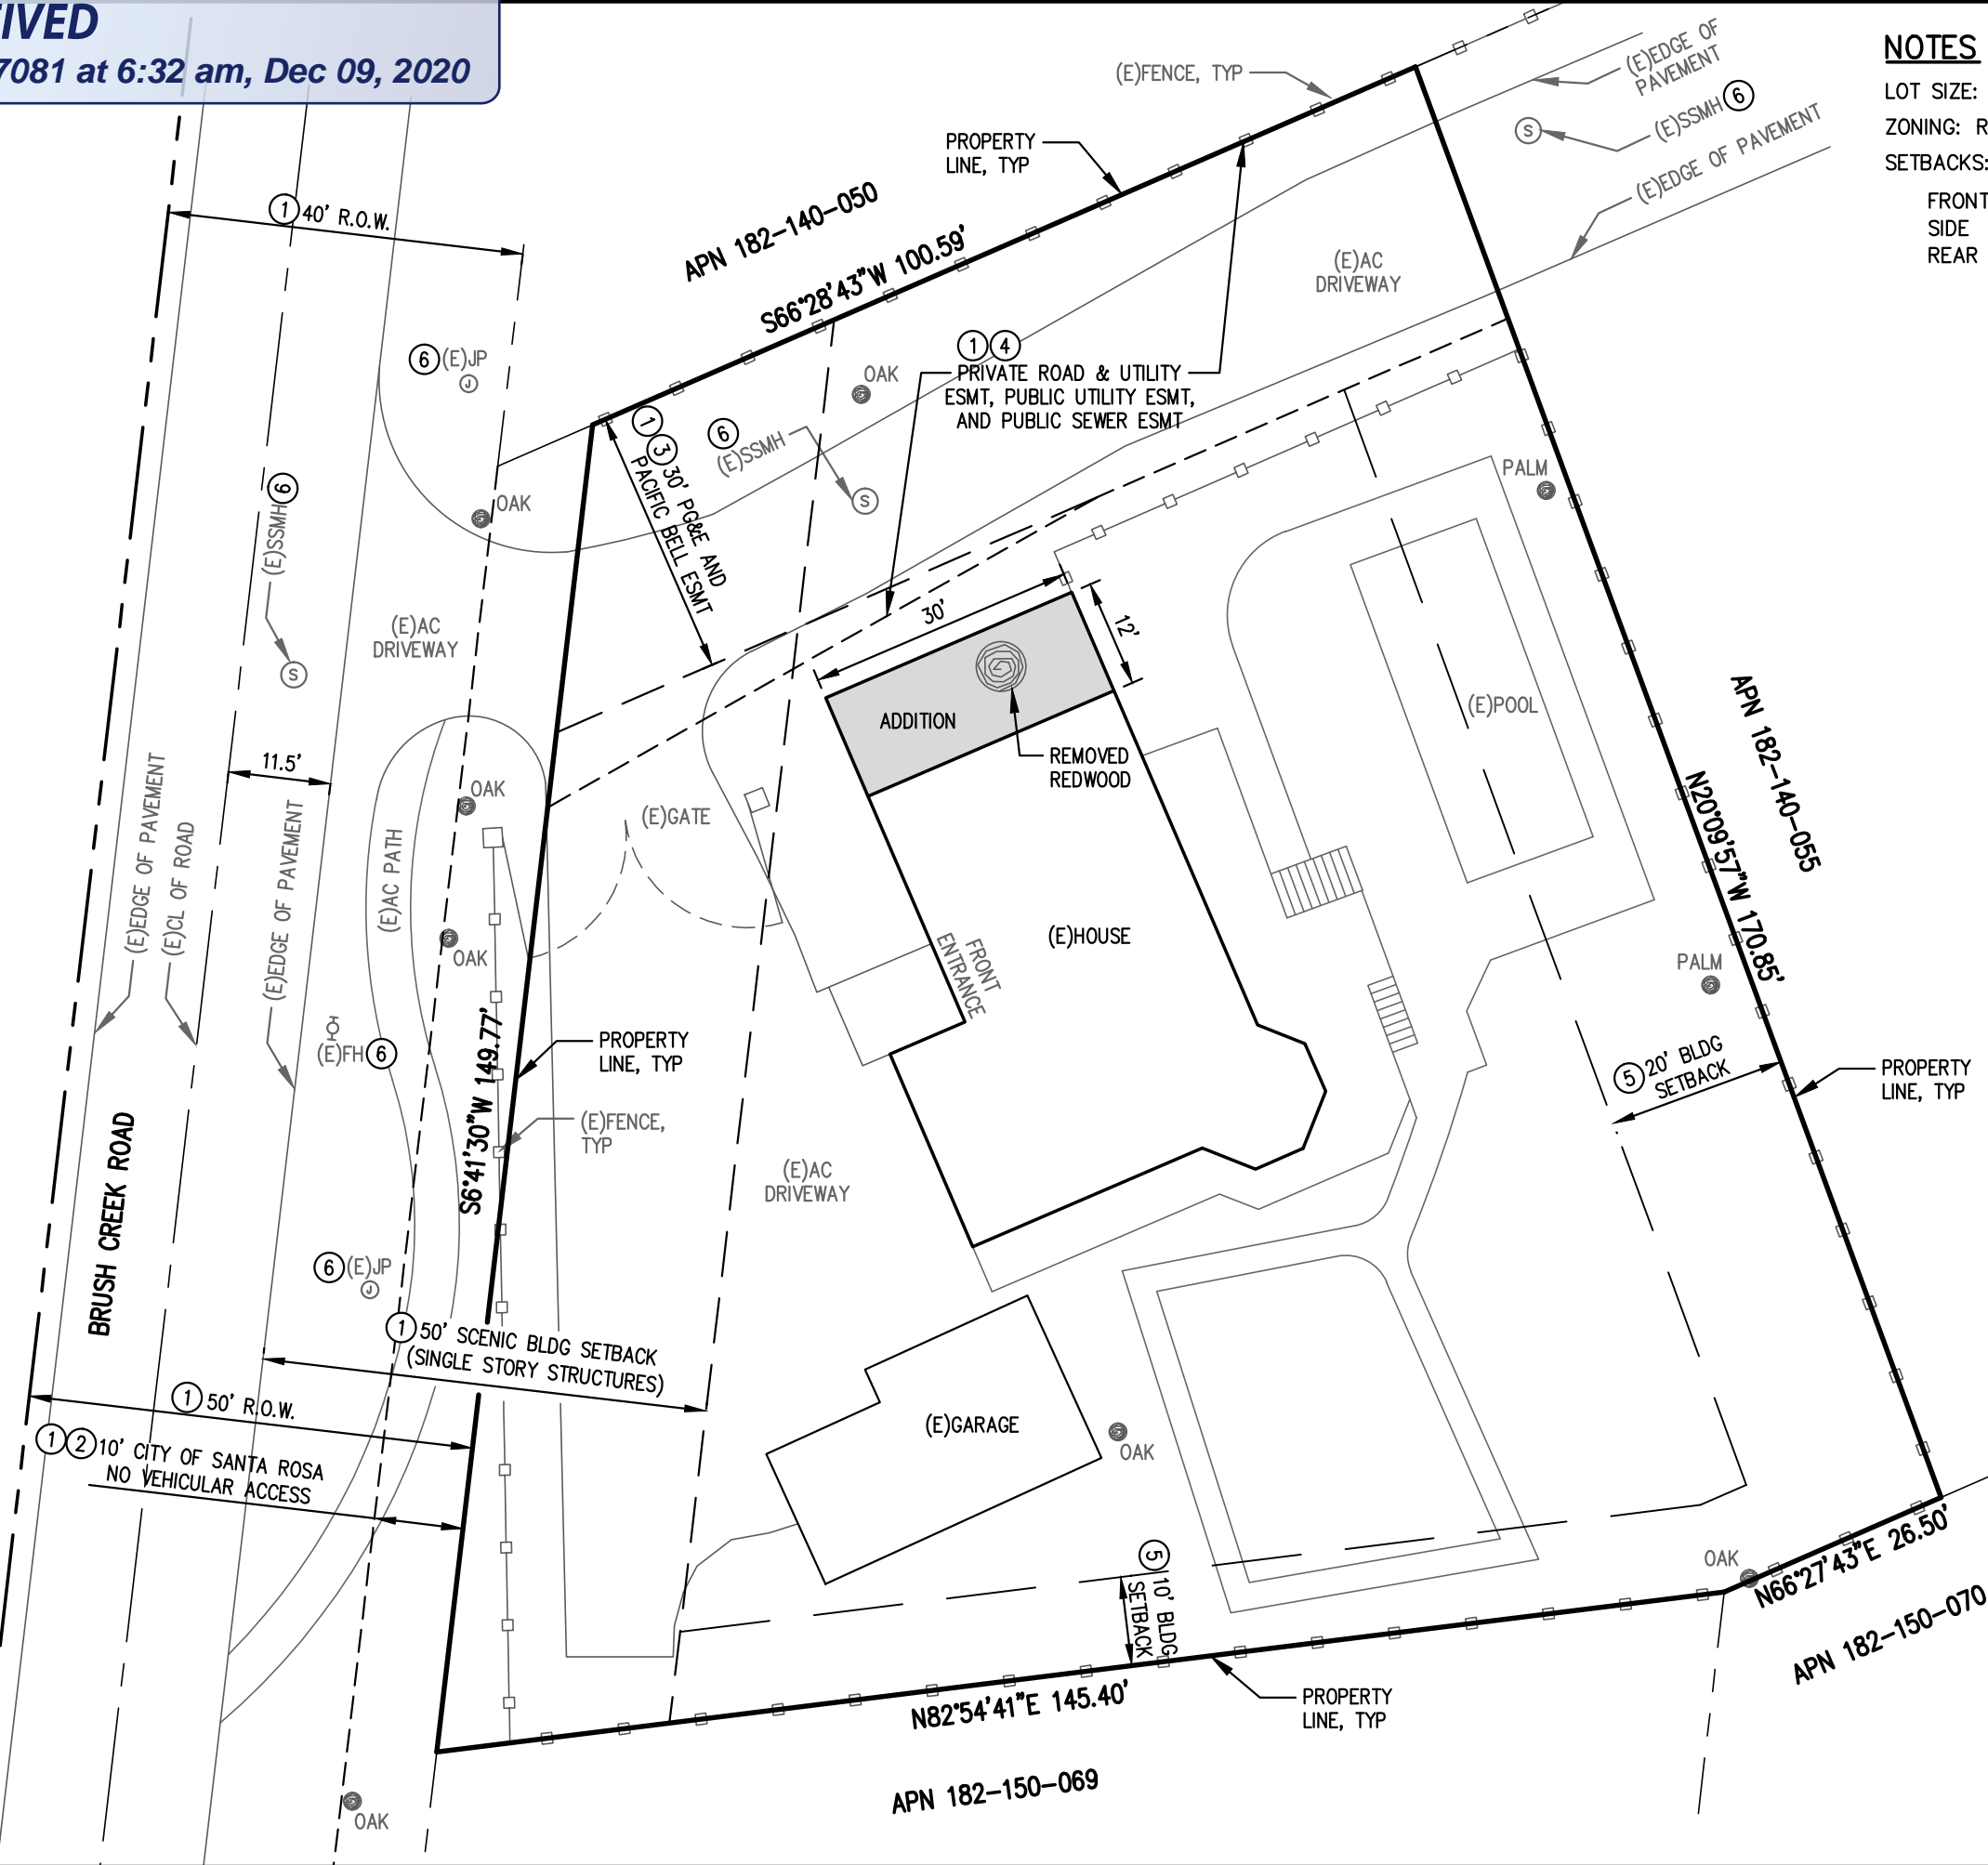 7081 at 6:32 am, Dec 09, 2020
NOTES
LOT SIZE:
ZONING: R
SETBACKS:
FRONT
SIDE
REAR
(E)FENCE, TYP
(E)EDGE OF
PAVEMENT
(E)SSMH 6
(E)EDGE OF PAVEMENT
PROPERTY
LINE, TYP
APN 182-140-050
S66°28'43"W 100.59'
1 40' R.O.W.
(E)AC
DRIVEWAY
6 (E)JP
J
OAK
1 4
PRIVATE ROAD & UTILITY
ESMT, PUBLIC UTILITY ESMT,
AND PUBLIC SEWER ESMT
1 3 30' PG&E AND
PACIFIC BELL ESMT
6
(E)SSMH
S
S
PALM
OAK
(E)SSMH 6
S
(E)AC
DRIVEWAY
30'
12'
ADDITION
REMOVED
REDWOOD
(E)POOL
APN 182-140-055
N20°09'57"W 170.85'
11.5'
OAK
(E)GATE
(E)EDGE OF PAVEMENT
(E)CL OF ROAD
(E)EDGE OF PAVEMENT
(E)AC PATH
OAK
(E)HOUSE
FRONT
ENTRANCE
PALM
(E)FH 6
S6°41'30"W 149.77'
PROPERTY
LINE, TYP
5 20' BLDG
SETBACK
PROPERTY
LINE, TYP
(E)FENCE,
TYP
(E)AC
DRIVEWAY
BRUSH CREEK ROAD
6 (E)JP
J
1 50' SCENIC BLDG SETBACK
(SINGLE STORY STRUCTURES)
1 50' R.O.W.
1 2 10' CITY OF SANTA ROSA
NO VEHICULAR ACCESS
(E)GARAGE
OAK
5 10' BLDG
SETBACK
OAK
N66°27'43"E 26.50'
APN 182-150-070
N82°54'41"E 145.40'
PROPERTY
LINE, TYP
APN 182-150-069
OAK